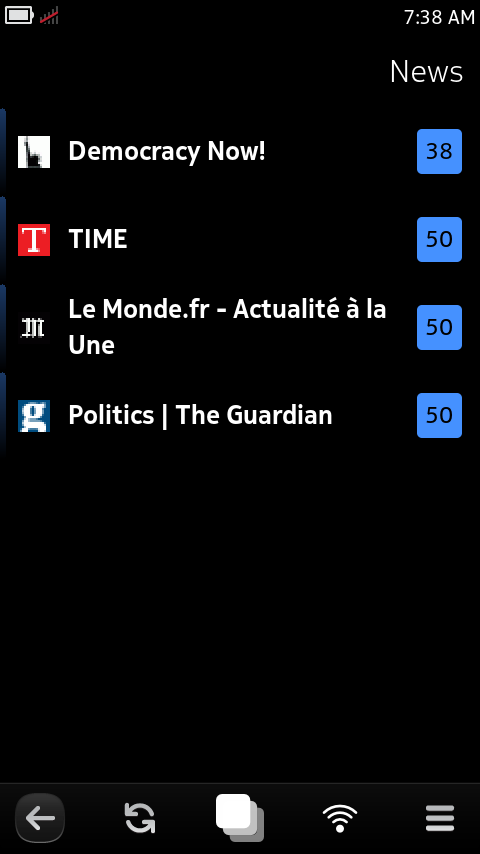 7:38 AM
News
Democracy Now!
38
T
TIME
50
Le Monde.fr - Actualité à la
Une
50
g
Politics | The Guardian
50